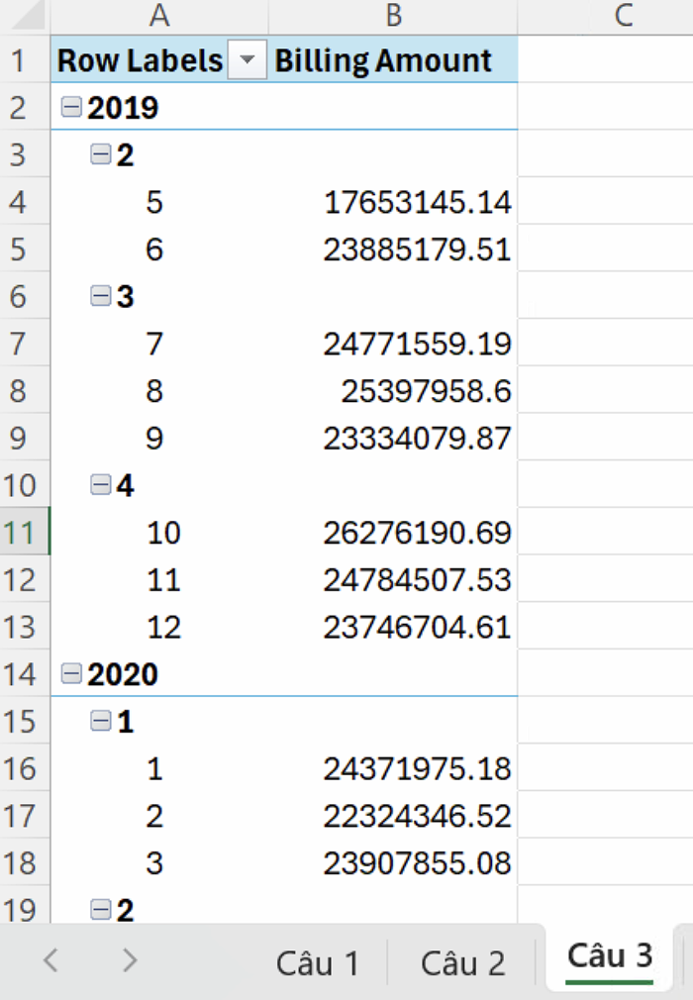 A B C
1 Row Labels Billing Amount
2 2019
3 2
4 5 17653145.14
5 6 23885179.51
6 3
7 7 24771559.19
8 8 25397958.6
9 9 23334079.87
10 4
11 10 26276190.69
12 11 24784507.53
13 12 23746704.61
14 2020
15 1
16 1 24371975.18
17 2 22324346.52
18 3 23907855.08
19 2
Câu 1 Câu 2 Câu 3